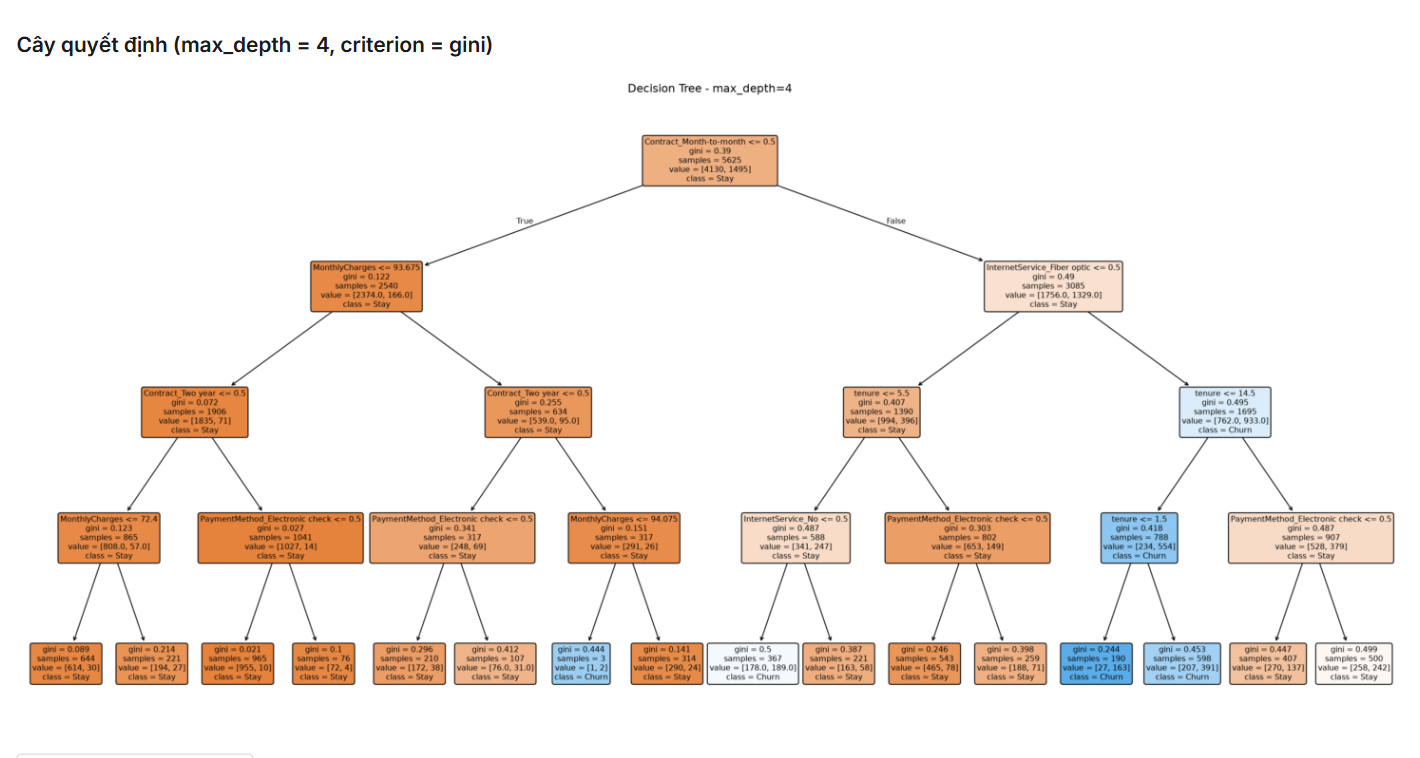 Cây quyết định (max_depth = 4, criterion = gini)
Decision Tree - max_depth=4
Contract_Month-to-month <= 0.5
gini = 0.39
samples = 5625
value = [4130, 1495]
class = Stay
True
False
MonthlyCharges <= 93.675
gini = 0.122
samples = 2540
value = [2374.0, 166.0]
class = Stay
InternetService_Fiber optic <= 0.5
gini = 0.49
samples = 3085
value = [1756.0, 1329.0]
class = Stay
Contract_Two year <= 0.5
gini = 0.072
samples = 1906
value = [1835, 71]
class = Stay
Contract_Two year <= 0.5
gini = 0.255
samples = 634
value = [539.0, 95.0]
class = Stay
tenure <= 5.5
gini = 0.407
samples = 1390
value = [994, 396]
class = Stay
tenure <= 14.5
gini = 0.495
samples = 1695
value = [762.0, 933.0]
class = Churn
MonthlyCharges <= 72.4
gini = 0.123
samples = 865
value = [808.0, 57.0]
class = Stay
PaymentMethod_Electronic check <= 0.5
gini = 0.027
samples = 1041
value = [1027, 14]
class = Stay
PaymentMethod_Electronic check <= 0.5
gini = 0.341
samples = 317
value = [248, 69]
class = Stay
MonthlyCharges <= 94.075
gini = 0.151
samples = 317
value = [291, 26]
class = Stay
InternetService_No <= 0.5
gini = 0.487
samples = 588
value = [341, 247]
class = Stay
PaymentMethod_Electronic check <= 0.5
gini = 0.303
samples = 802
value = [653, 149]
class = Stay
tenure <= 1.5
gini = 0.418
samples = 788
value = [234, 554]
class = Churn
PaymentMethod_Electronic check <= 0.5
gini = 0.487
samples = 907
value = [528, 379]
class = Stay
gini = 0.089
samples = 644
value = [614, 30]
class = Stay
gini = 0.214
samples = 221
value = [194, 27]
class = Stay
gini = 0.021
samples = 965
value = [955, 10]
class = Stay
gini = 0.1
samples = 76
value = [72, 4]
class = Stay
gini = 0.296
samples = 210
value = [172, 38]
class = Stay
gini = 0.412
samples = 107
value = [76.0, 31.0]
class = Stay
gini = 0.444
samples = 3
value = [1, 2]
class = Churn
gini = 0.141
samples = 314
value = [290, 24]
class = Stay
gini = 0.5
samples = 367
value = [178.0, 189.0]
class = Churn
gini = 0.387
samples = 221
value = [163, 58]
class = Stay
gini = 0.246
samples = 543
value = [465, 78]
class = Stay
gini = 0.398
samples = 259
value = [188, 71]
class = Stay
gini = 0.244
samples = 190
value = [27, 163]
class = Churn
gini = 0.453
samples = 598
value = [207, 391]
class = Churn
gini = 0.447
samples = 407
value = [270, 137]
class = Stay
gini = 0.499
samples = 500
value = [258, 242]
class = Stay